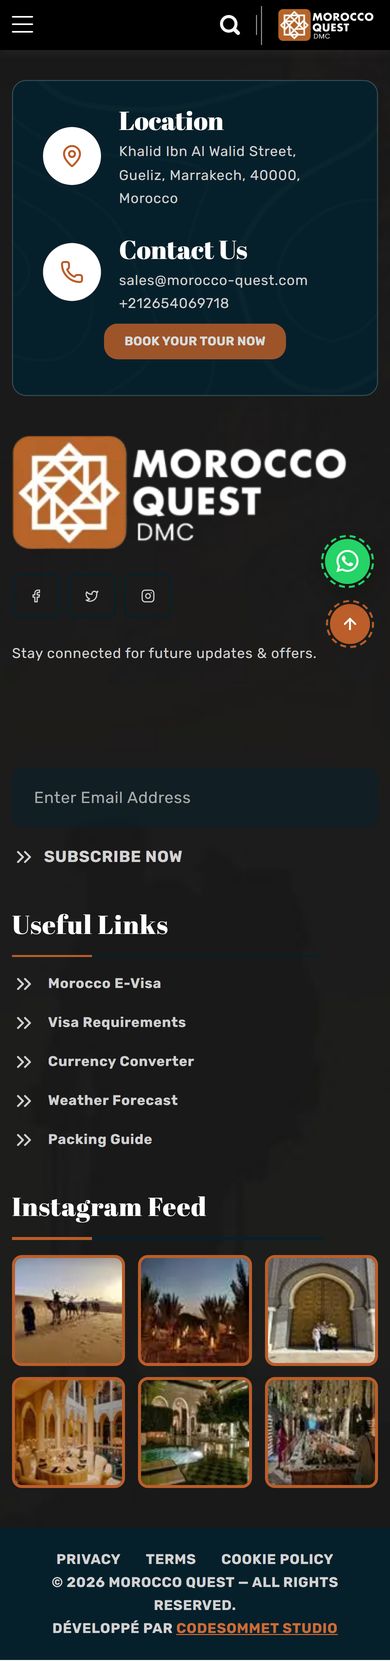 MOROCCO
QUEST
DMC
Location
Khalid Ibn Al Walid Street,
Gueliz, Marrakech, 40000,
Morocco
Contact Us
sales@morocco-quest.com
+212654069718
BOOK YOUR TOUR NOW
MOROCCO
QUEST
DMC
Stay connected for future updates & offers.
Enter Email Address
SUBSCRIBE NOW
Useful Links
Morocco E-Visa
Visa Requirements
Currency Converter
Weather Forecast
Packing Guide
Instagram Feed
PRIVACY TERMS COOKIE POLICY
© 2026 MOROCCO QUEST – ALL RIGHTS
RESERVED.
DÉVELOPPÉ PAR CODESOMMET STUDIO